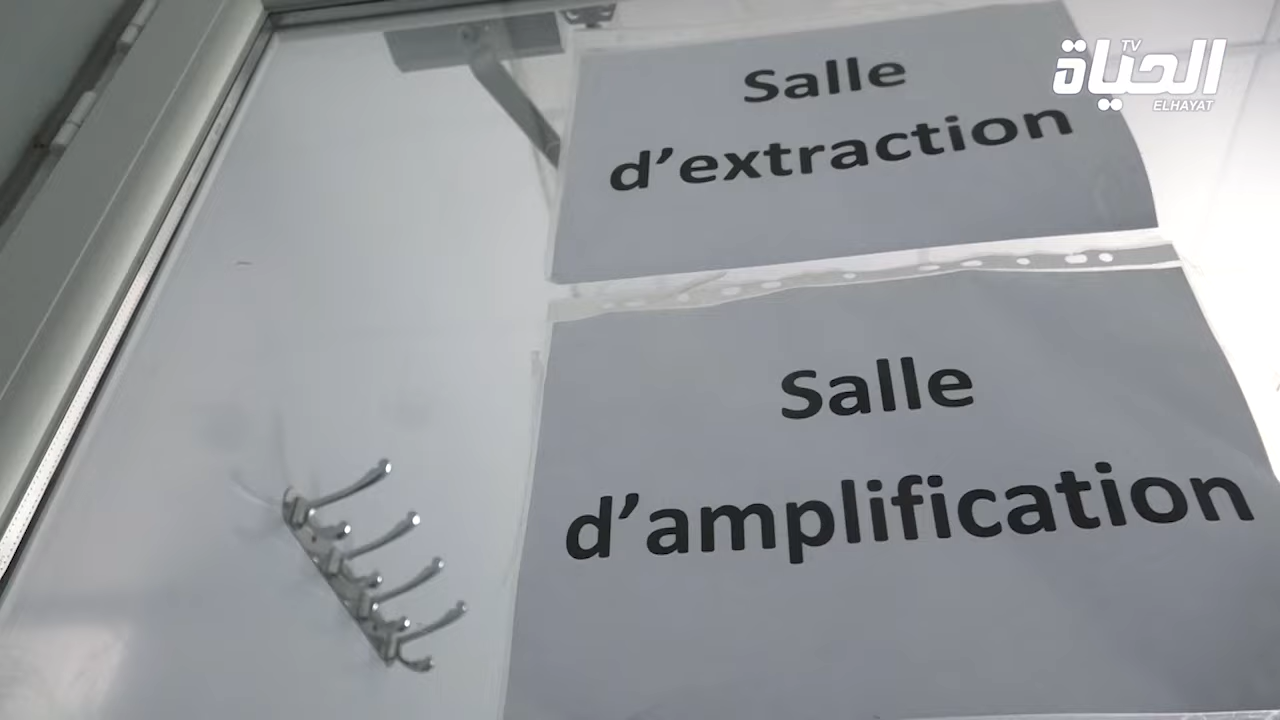 Salle
d’extraction
الحياة
TV
ELHAYAT
Salle
d’amplification